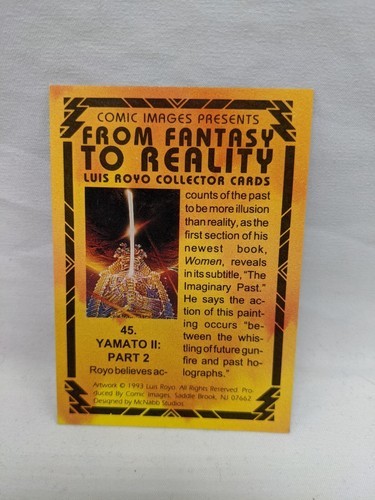 COMIC IMAGES PRESENTS
FROM FANTASY
TO REALITY
LUIS ROYO COLLECTOR CARDS
45.
YAMATO II:
PART 2
Royo believes ac-
counts of the past
to be more illusion
than reality, as the
first section of his
newest book,
Women, reveals
in its subtitle, "The
Imaginary Past."
He says the ac-
tion of this paint-
ing occurs "be-
tween the whis-
tling of future gun-
fire and past ho-
lographs."
Artwork © 1993 Luis Royo. All Rights Reserved. Pro-
duced By Comic Images, Saddle Brook, NJ 07662
Designed by McNabb Studios